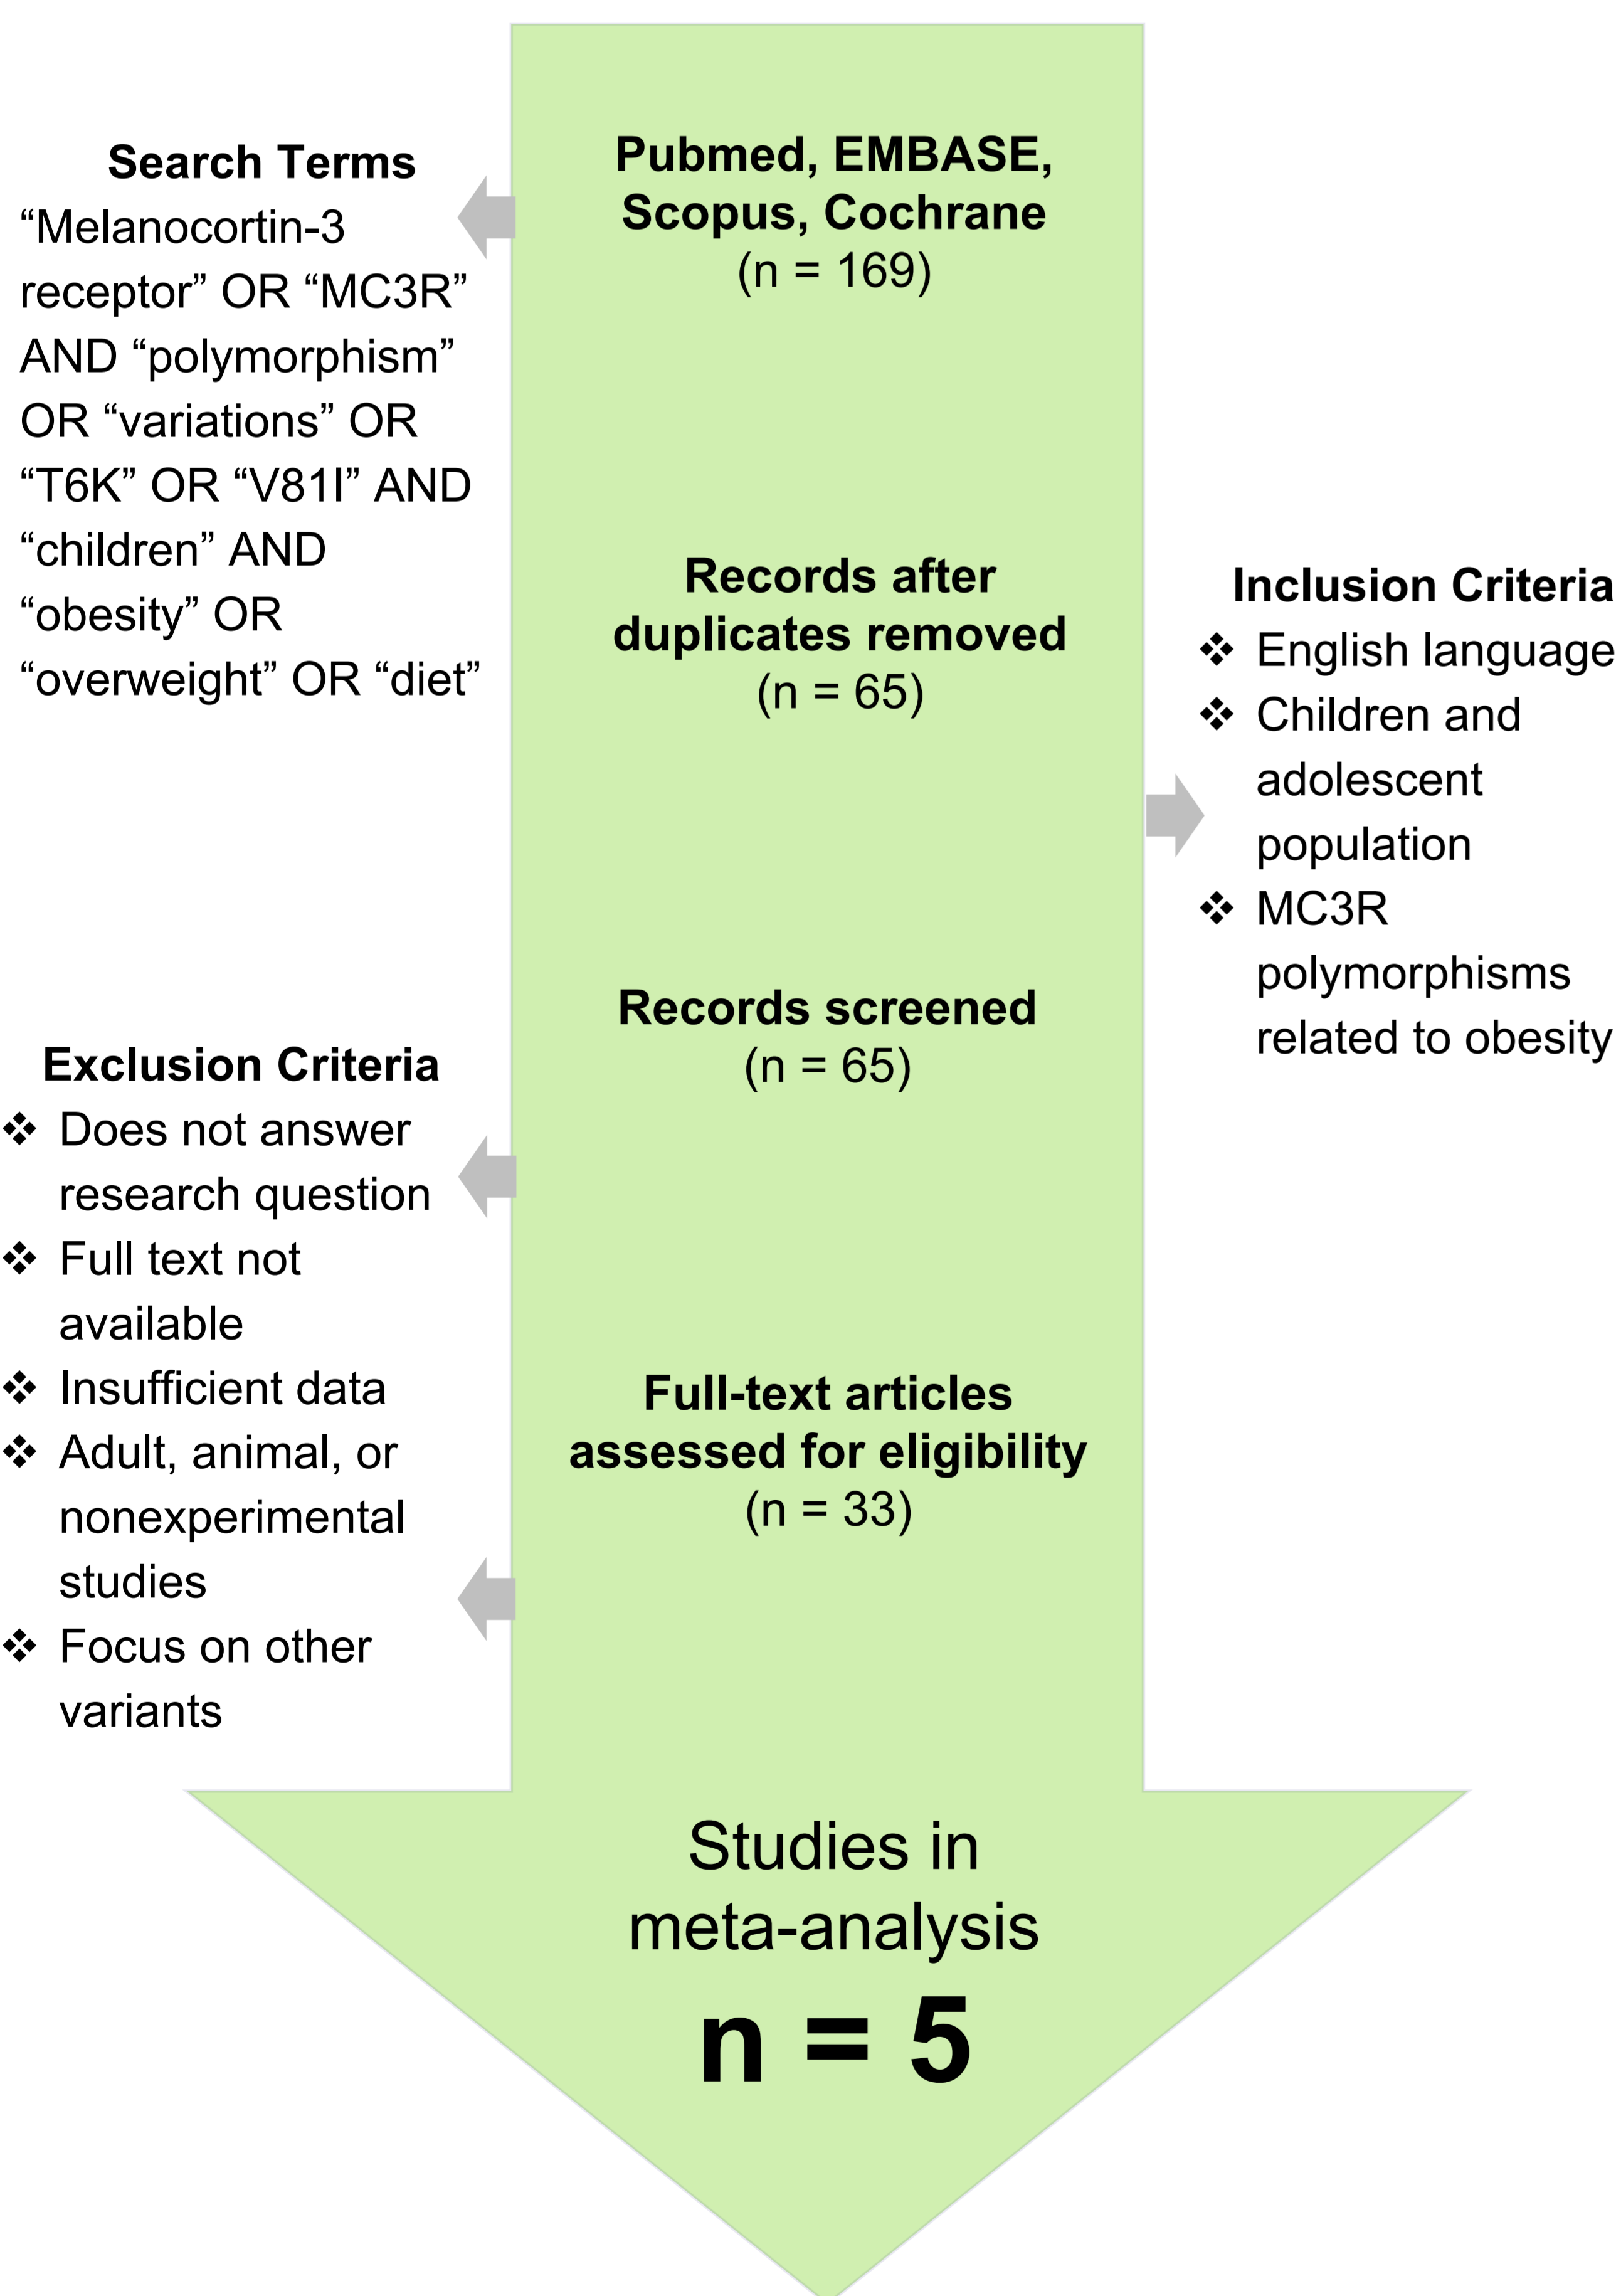 Search Terms
“Melanocortin-3
receptor” OR “MC3R”
AND “polymorphism”
OR “variations” OR
“T6K” OR “V81I” AND
“children” AND
“obesity” OR
“overweight” OR “diet”
Pubmed, EMBASE,
Scopus, Cochrane
(n = 169)
Records after
duplicates removed
(n = 65)
Inclusion Criteria
❖ English language
❖ Children and
adolescent
population
❖ MC3R
polymorphisms
related to obesity
Records screened
(n = 65)
Exclusion Criteria
❖ Does not answer
research question
❖ Full text not
available
❖ Insufficient data
❖ Adult, animal, or
nonexperimental
studies
❖ Focus on other
variants
Full-text articles
assessed for eligibility
(n = 33)
Studies in
meta-analysis
n = 5